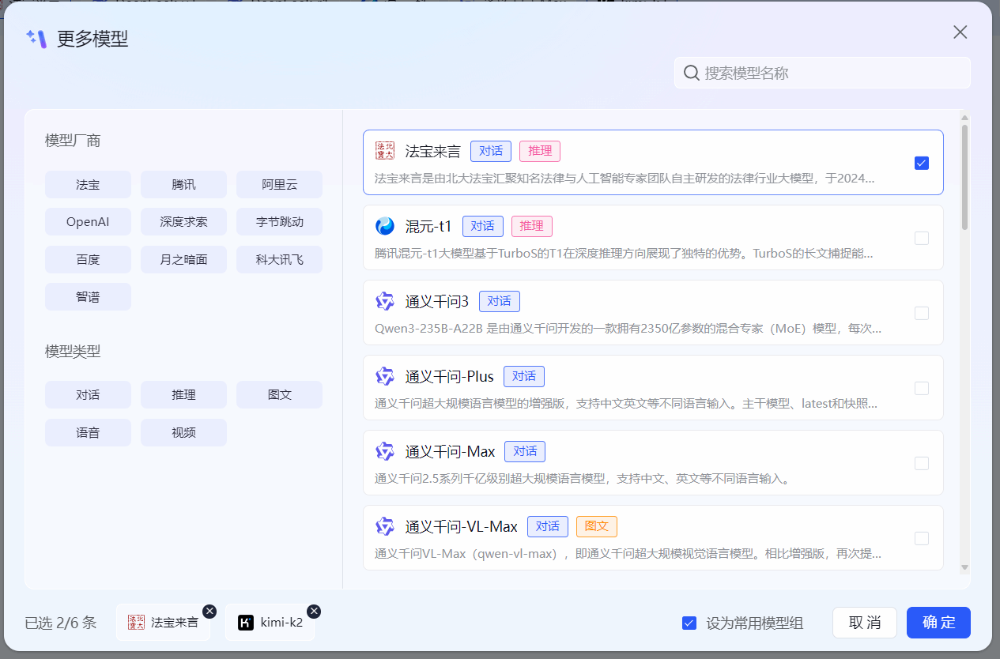 更多模型
搜索模型名称
模型厂商
法宝 腾讯 阿里云
OpenAI 深度求索 字节跳动
百度 月之暗面 科大讯飞
智谱
模型类型
对话 推理 图文
语音 视频
法宝来言 对话 推理
法宝来言是由北大法宝汇聚知名法律与人工智能专家团队自主研发的法律行业大模型，于2024...
混元-t1 对话 推理
腾讯混元-t1大模型基于TurboS的T1在深度推理方向展现了独特的优势。TurboS的长文捕捉能...
通义千问3 对话
Qwen3-235B-A22B 是由通义千问开发的一款拥有2350亿参数的混合专家（MoE）模型，每次...
通义千问-Plus 对话
通义千问超大规模语言模型的增强版，支持中文英文等不同语言输入。主干模型、latest和快照...
通义千问-Max 对话
通义千问2.5系列千亿级别超大规模语言模型，支持中文、英文等不同语言输入。
通义千问-VL-Max 对话 图文
通义千问VL-Max（qwen-vl-max），即通义千问超大规模视觉语言模型。相比增强版，再次提...
已选 2/6 条 法宝来言 kimi-k2 设为常用模型组 取 消 确 定